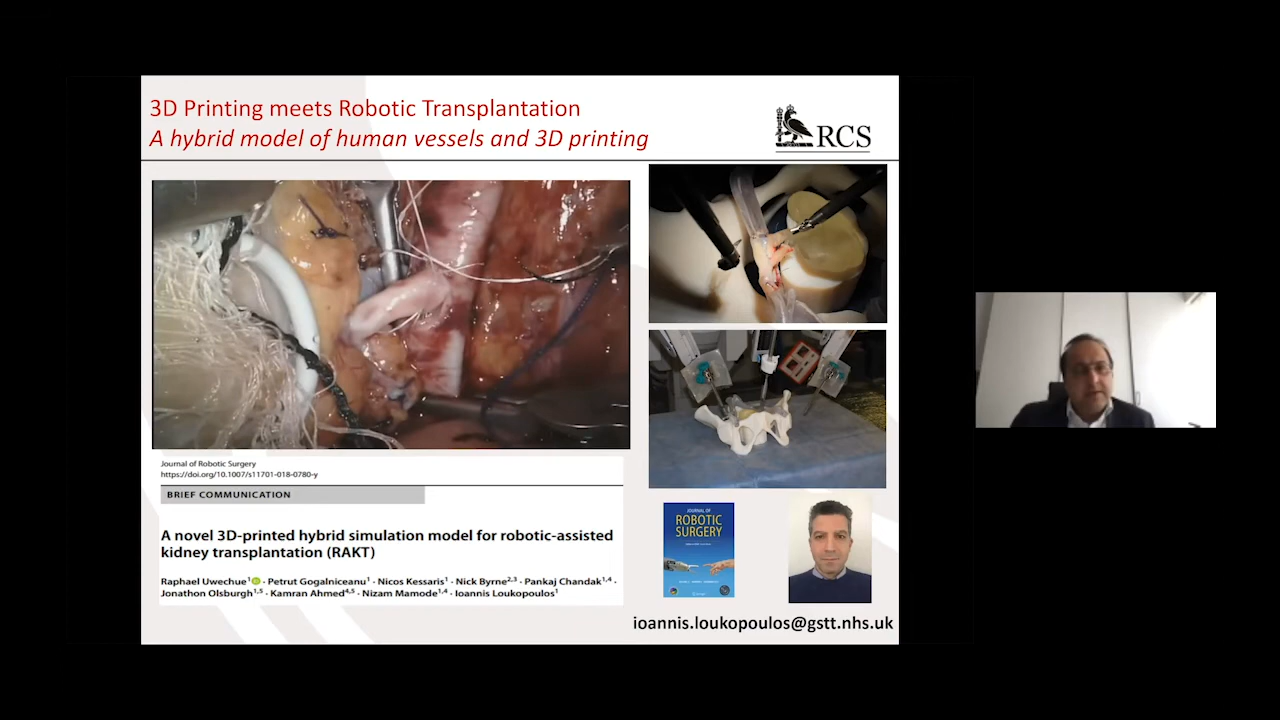 3D Printing meets Robotic Transplantation
A hybrid model of human vessels and 3D printing
RCS
Journal of Robotic Surgery
https://doi.org/10.1007/s11701-018-0780-y
BRIEF COMMUNICATION
A novel 3D-printed hybrid simulation model for robotic-assisted
kidney transplantation (RAKT)
Raphael Uwechue1 · Petrut Gogalniceanu1 · Nicos Kessaris1 · Nick Byrne2,3 · Pankaj Chandak1,4 ·
Jonathon Olsburgh1,5 · Kamran Ahmed4,5 · Nizam Mamode1,4 · Ioannis Loukopoulos1
JOURNAL OF
ROBOTIC
SURGERY
ioannis.loukopoulos@gstt.nhs.uk